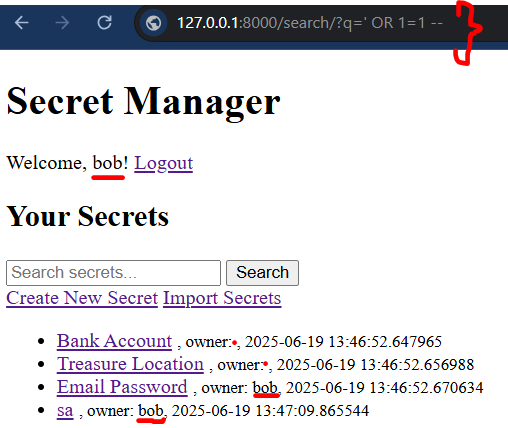 127.0.0.1:8000/search/?q=' OR 1=1 --
Secret Manager
Welcome, bob! Logout
Your Secrets
Search secrets... Search
Create New Secret Import Secrets
Bank Account , owner: , 2025-06-19 13:46:52.647965
Treasure Location , owner: , 2025-06-19 13:46:52.656988
Email Password , owner: bob, 2025-06-19 13:46:52.670634
sa , owner: bob, 2025-06-19 13:47:09.865544